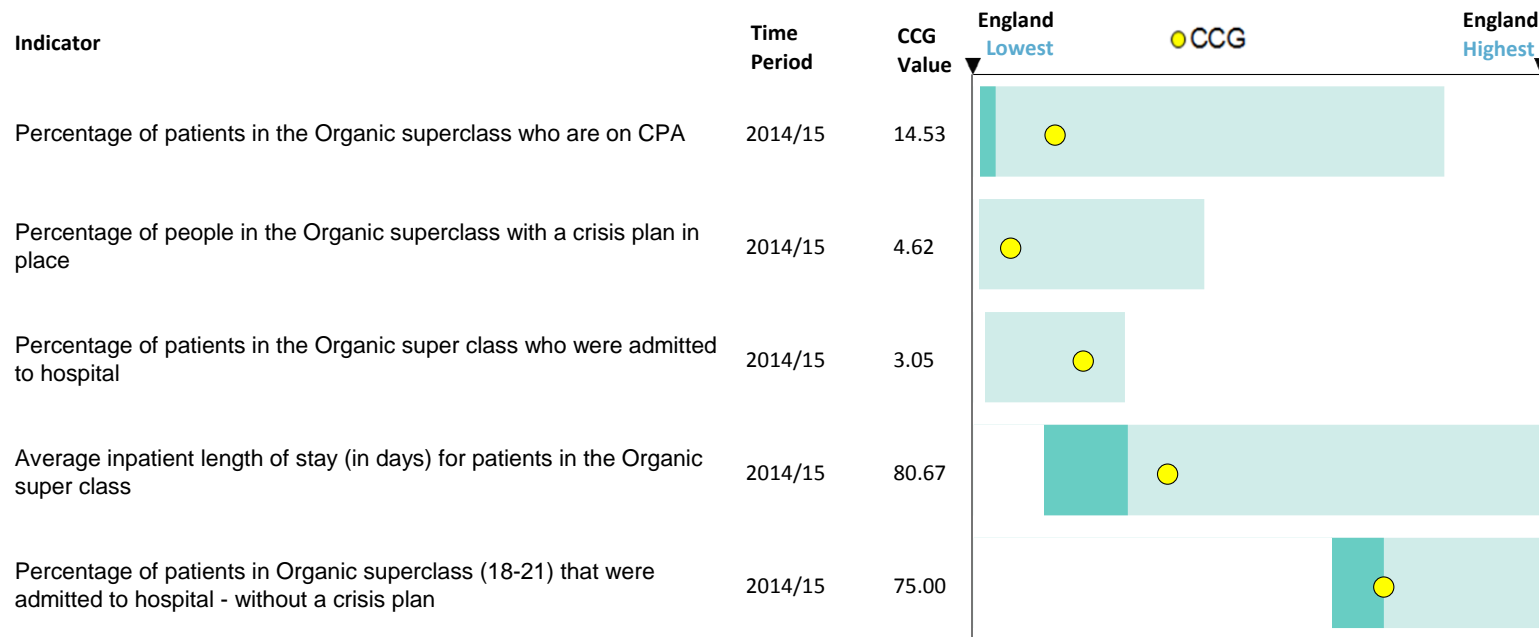 Indicator
Time Period
CCG Value
England Lowest
CCG
England Highest
Percentage of patients in the Organic superclass who are on CPA 2014/15 14.53
Percentage of people in the Organic superclass with a crisis plan in
place
2014/15 4.62
Percentage of patients in the Organic super class who were admitted
to hospital
2014/15 3.05
Average inpatient length of stay (in days) for patients in the Organic
super class
2014/15 80.67
Percentage of patients in Organic superclass (18-21) that were
admitted to hospital - without a crisis plan
2014/15 75.00